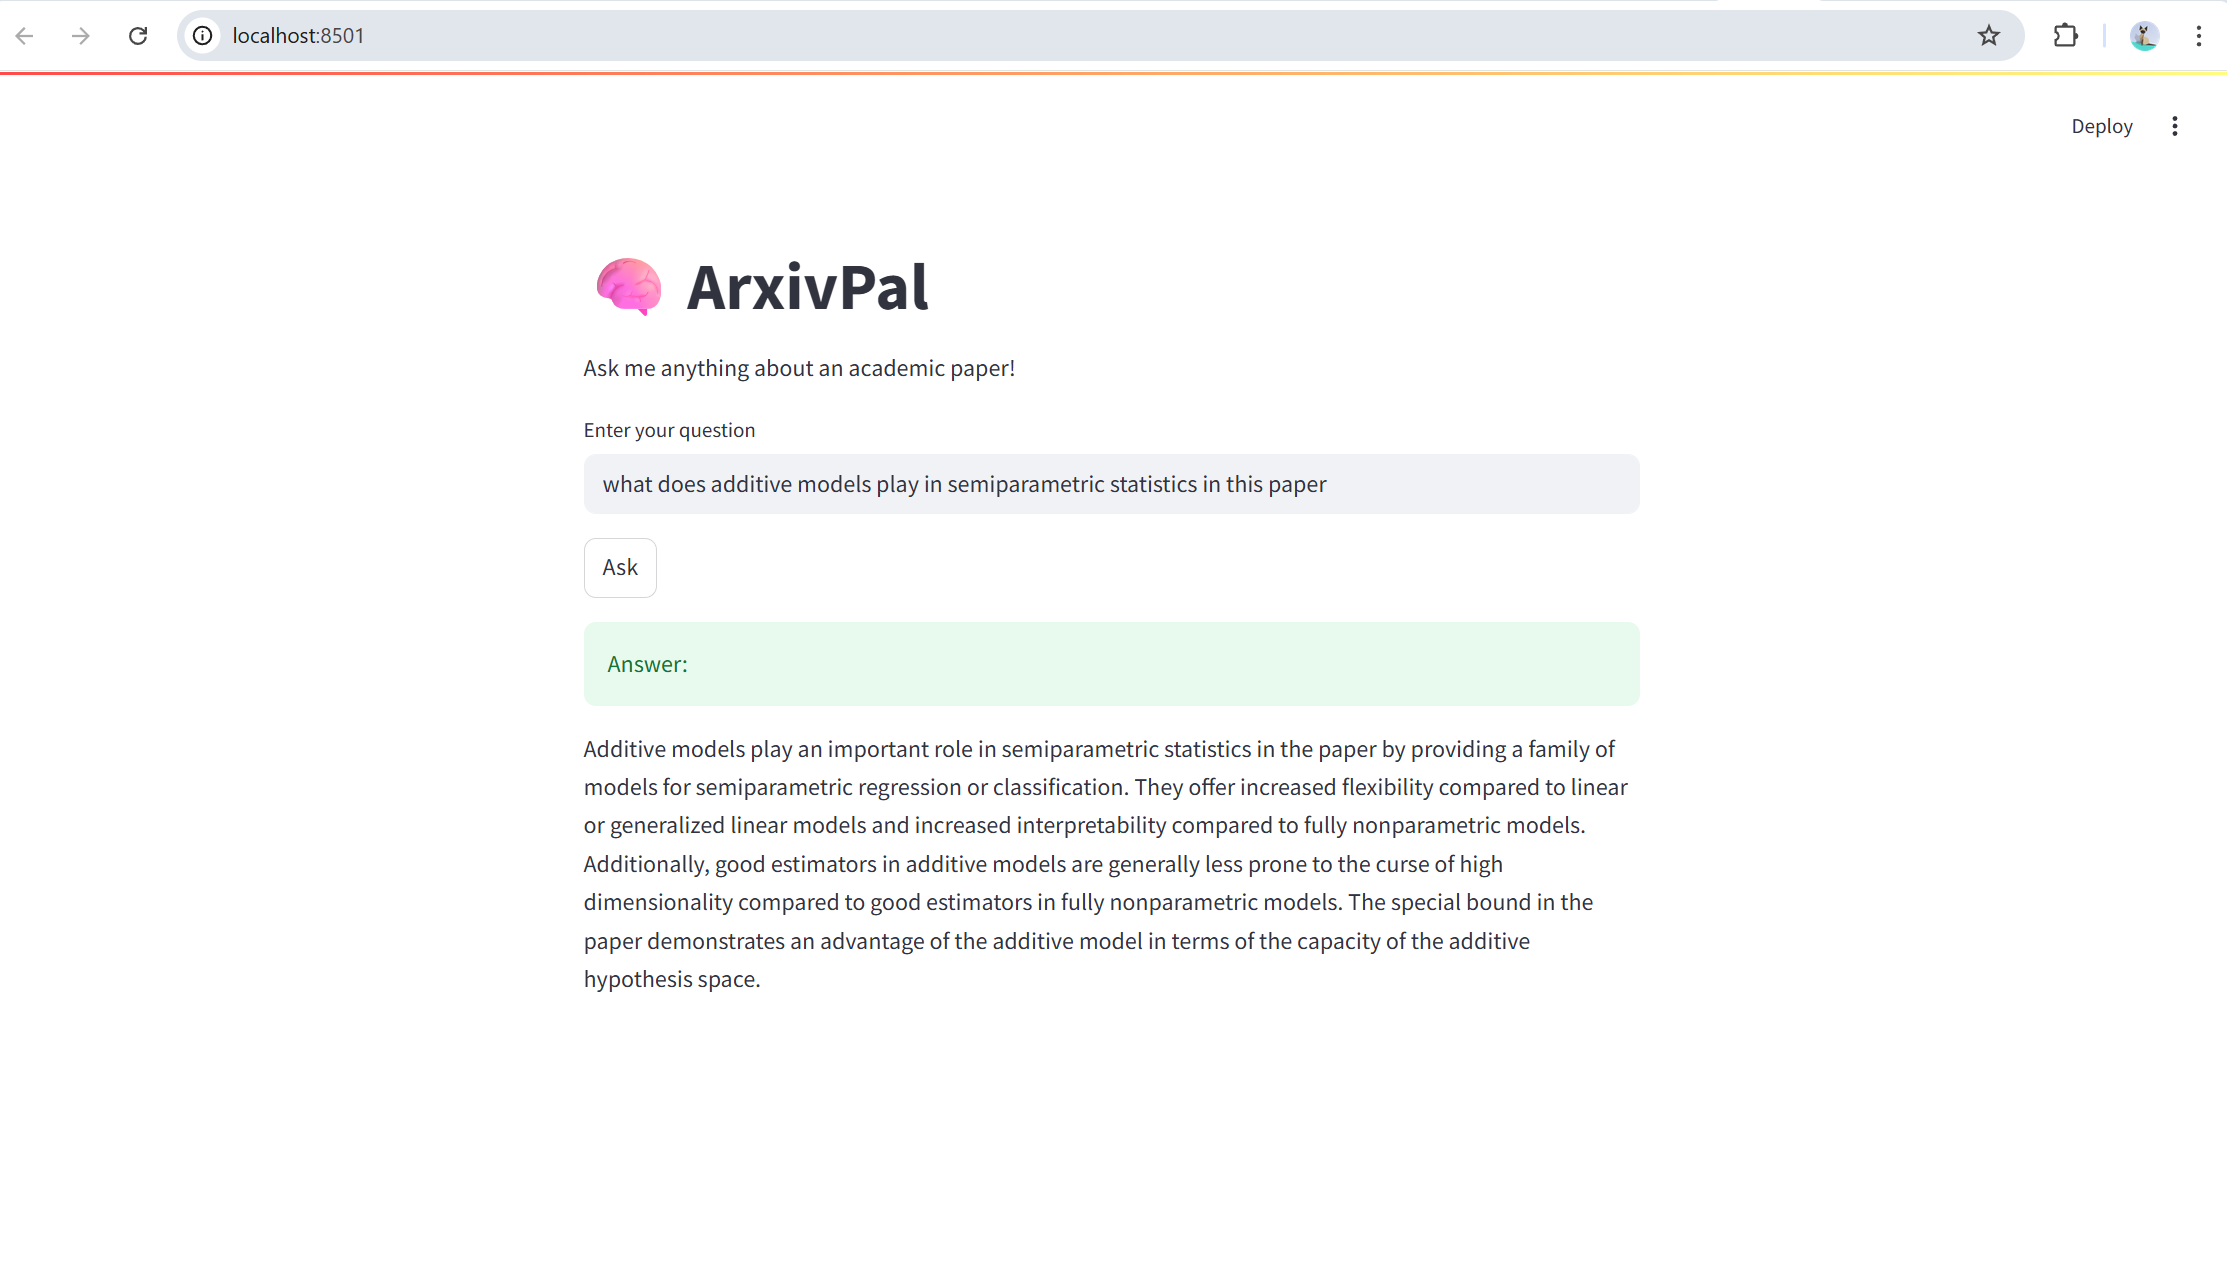 localhost:8501
Deploy
ArxivPal
Ask me anything about an academic paper!
Enter your question
what does additive models play in semiparametric statistics in this paper
Ask
Answer:
Additive models play an important role in semiparametric statistics in the paper by providing a family of
models for semiparametric regression or classification. They offer increased flexibility compared to linear
or generalized linear models and increased interpretability compared to fully nonparametric models.
Additionally, good estimators in additive models are generally less prone to the curse of high
dimensionality compared to good estimators in fully nonparametric models. The special bound in the
paper demonstrates an advantage of the additive model in terms of the capacity of the additive
hypothesis space.